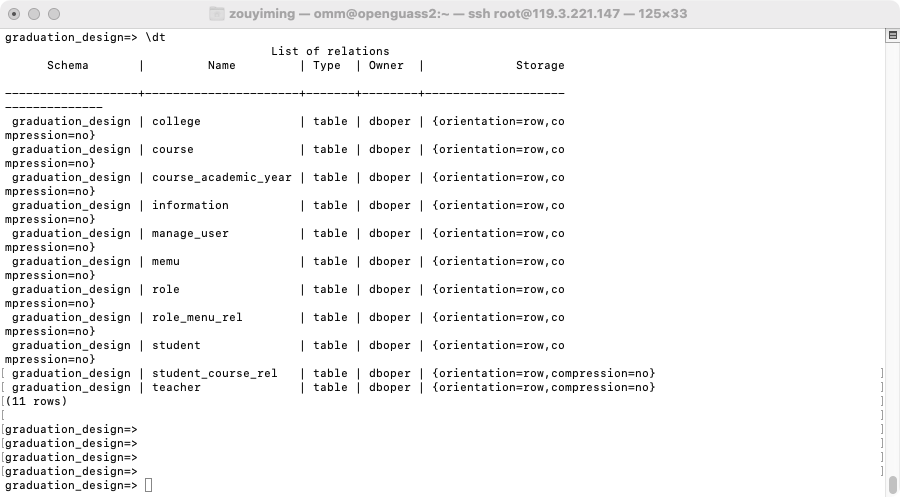 zouyiming — omm@openguass2:~ — ssh root@119.3.221.147 — 125×33
graduation_design=> \dt
                                      List of relations
      Schema       |         Name         | Type  | Owner  |             Storage

-------------------+----------------------+-------+--------+--------------------
--------------
 graduation_design | college              | table | dboper | {orientation=row,co
mpression=no}
 graduation_design | course               | table | dboper | {orientation=row,co
mpression=no}
 graduation_design | course_academic_year | table | dboper | {orientation=row,co
mpression=no}
 graduation_design | information          | table | dboper | {orientation=row,co
mpression=no}
 graduation_design | manage_user          | table | dboper | {orientation=row,co
mpression=no}
 graduation_design | memu                 | table | dboper | {orientation=row,co
mpression=no}
 graduation_design | role                 | table | dboper | {orientation=row,co
mpression=no}
 graduation_design | role_menu_rel        | table | dboper | {orientation=row,co
mpression=no}
 graduation_design | student              | table | dboper | {orientation=row,co
mpression=no}
[ graduation_design | student_course_rel   | table | dboper | {orientation=row,compression=no} ]
[ graduation_design | teacher              | table | dboper | {orientation=row,compression=no} ]
[(11 rows) ]
[ ]
[graduation_design=> ]
[graduation_design=> ]
[graduation_design=> ]
[graduation_design=> ]
graduation_design=>